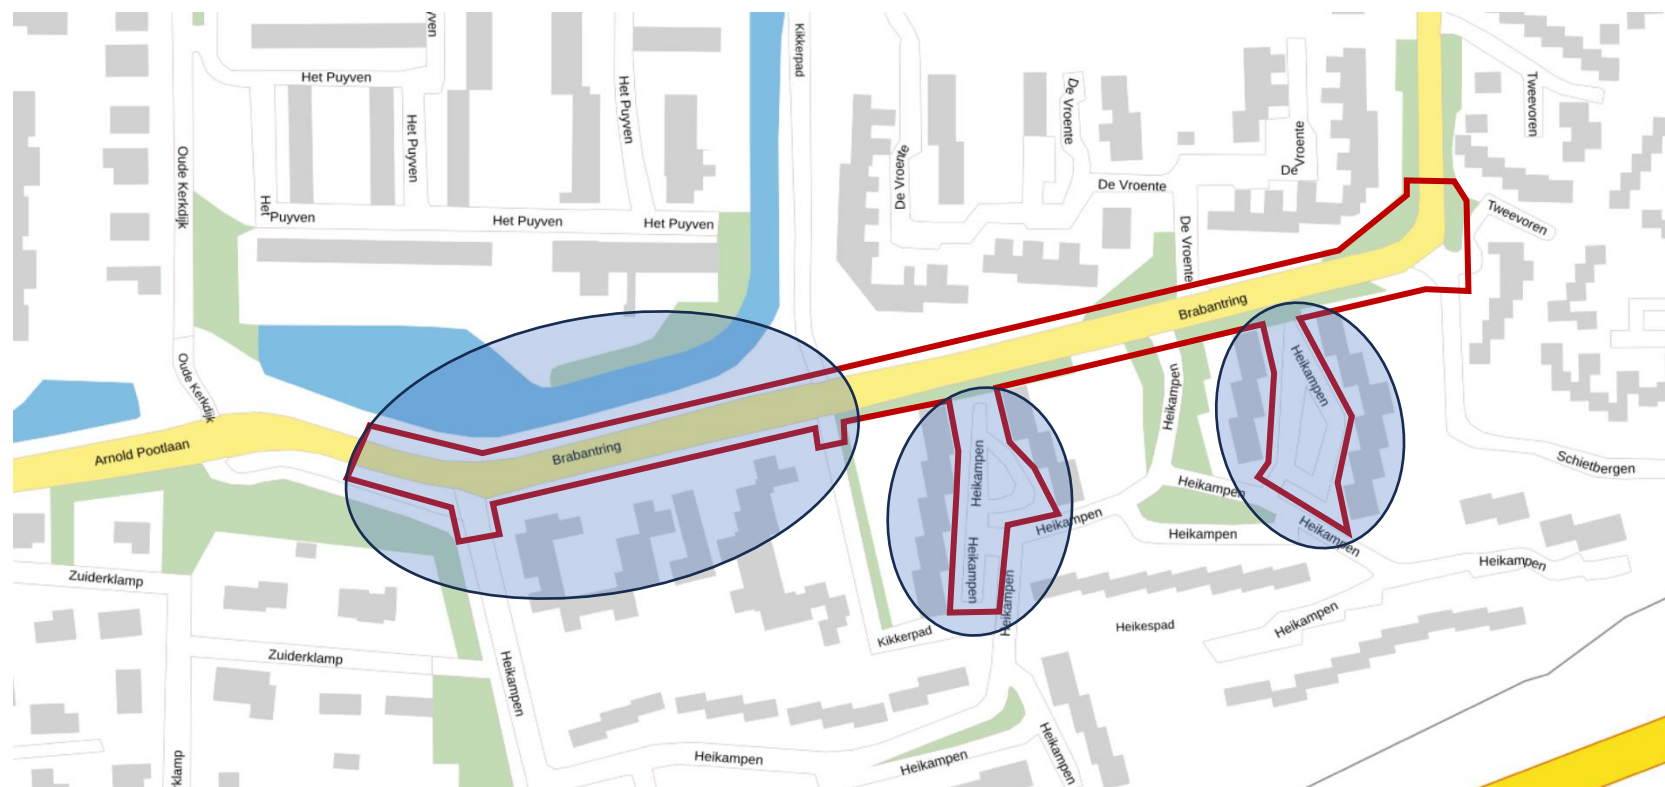 yven
Kikkerpad
Het Puyven
Het Puyven
Het Puyven
De Vroente
Tweevoren
Oude Kerkdijk
De Vroente
De Vroente
De Vroente
Het Puyven
Het Puyven
Het Puyven
De Vroente
Tweevoren
Brabantring
Oude Kerkdijk
Heikampen
Heikampen
Arnold Pootlaan
Brabantring
Heikampen
Schietbergen
Heikampen
Heikampen
Heikampen
Heikampen
Heikampen
Heikampen
Zuiderklamp
Heikampen
Kikkerpad
Heikespad
Heikampen
Zuiderklamp
Heikampen
Heikampen
Heikampen
Heikampen
klamp